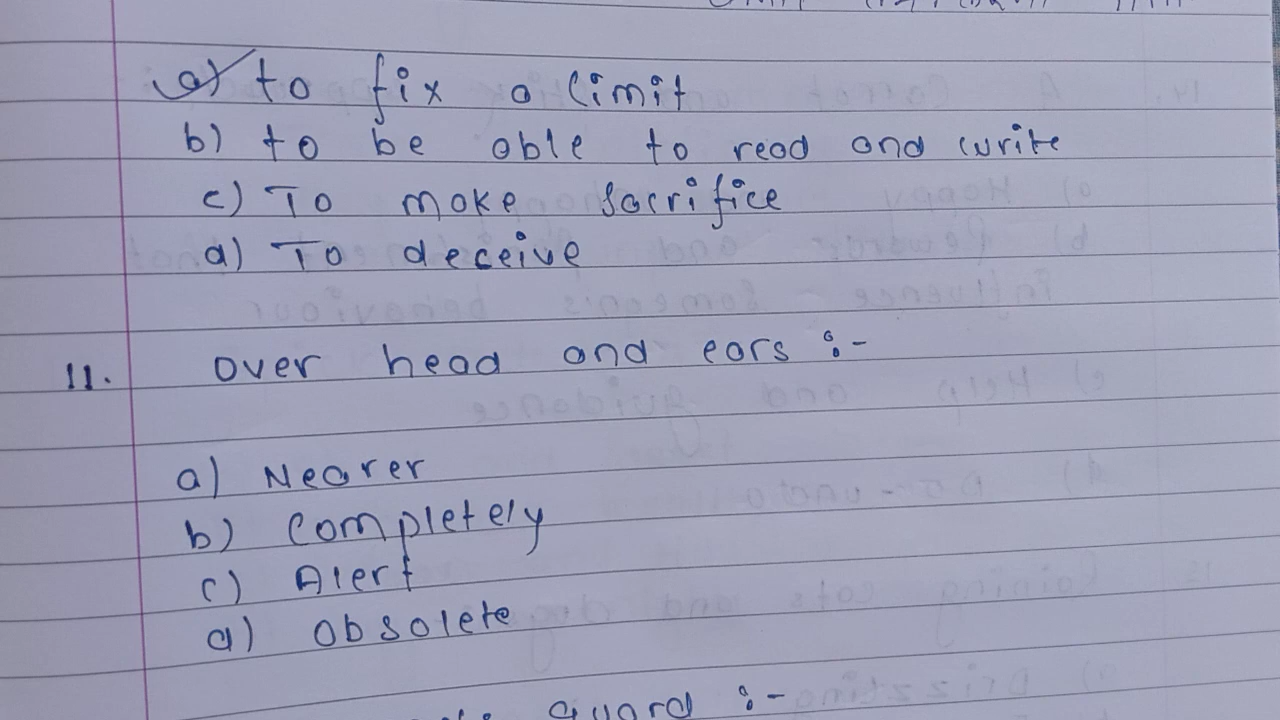 a) to fix a limit
b) to be able to read and write
c) To make sacrifice
d) To deceive
11. over head and ears :-
a) Nearer
b) Completely
c) Alert
d) obsolete
guard :-